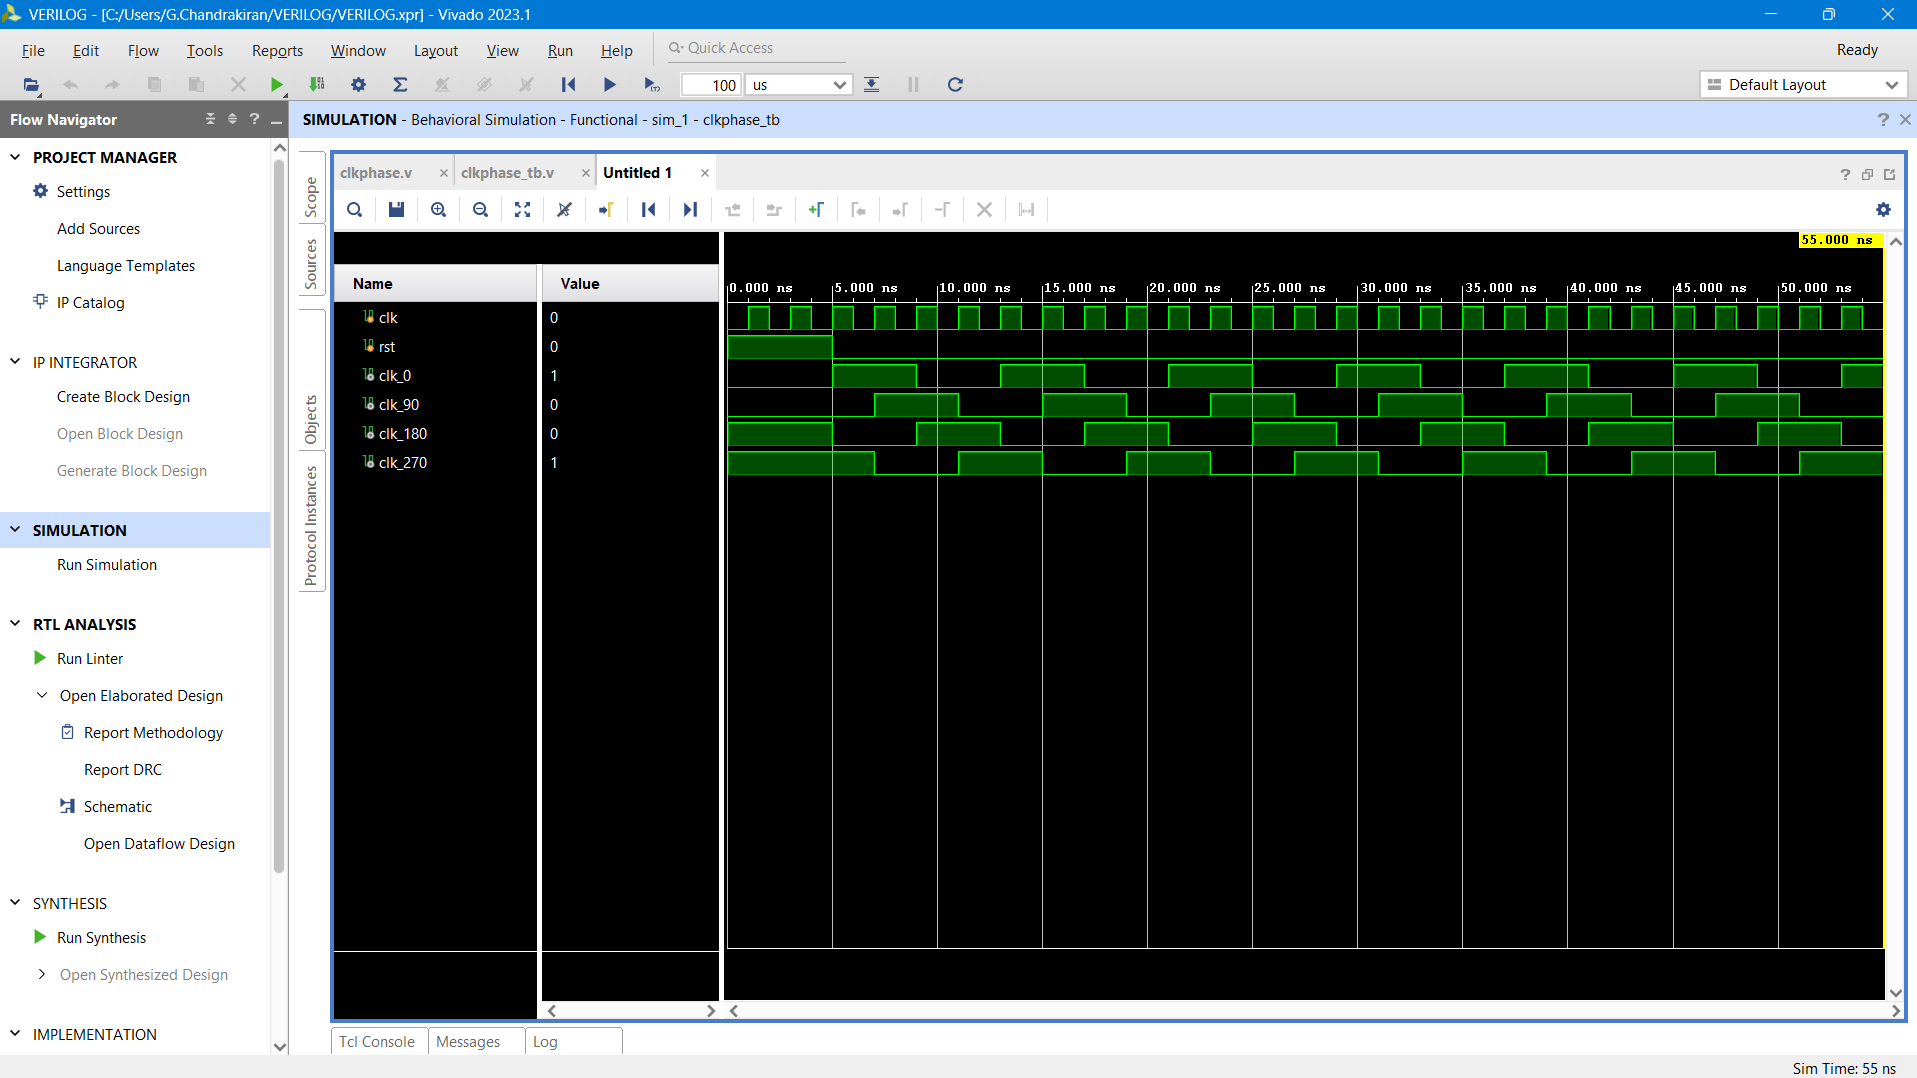 VERILOG - [C:/Users/G.Chandrakiran/VERILOG/VERILOG.xpr] - Vivado 2023.1
File Edit Flow Tools Reports Window Layout View Run Help Quick Access Ready
100 us Default Layout
Flow Navigator
SIMULATION - Behavioral Simulation - Functional - sim_1 - clkphase_tb
PROJECT MANAGER
Settings
Add Sources
Language Templates
IP Catalog
IP INTEGRATOR
Create Block Design
Open Block Design
Generate Block Design
SIMULATION
Run Simulation
RTL ANALYSIS
Run Linter
Open Elaborated Design
Report Methodology
Report DRC
Schematic
Open Dataflow Design
SYNTHESIS
Run Synthesis
Open Synthesized Design
IMPLEMENTATION
Scope
Sources
Objects
Protocol Instances
clkphase.v clkphase_tb.v Untitled 1
55.000 ns
Name Value
0.000 ns 5.000 ns 10.000 ns 15.000 ns 20.000 ns 25.000 ns 30.000 ns 35.000 ns 40.000 ns 45.000 ns 50.000 ns
clk 0
rst 0
clk_0 1
clk_90 0
clk_180 0
clk_270 1
Tcl Console Messages Log
Sim Time: 55 ns